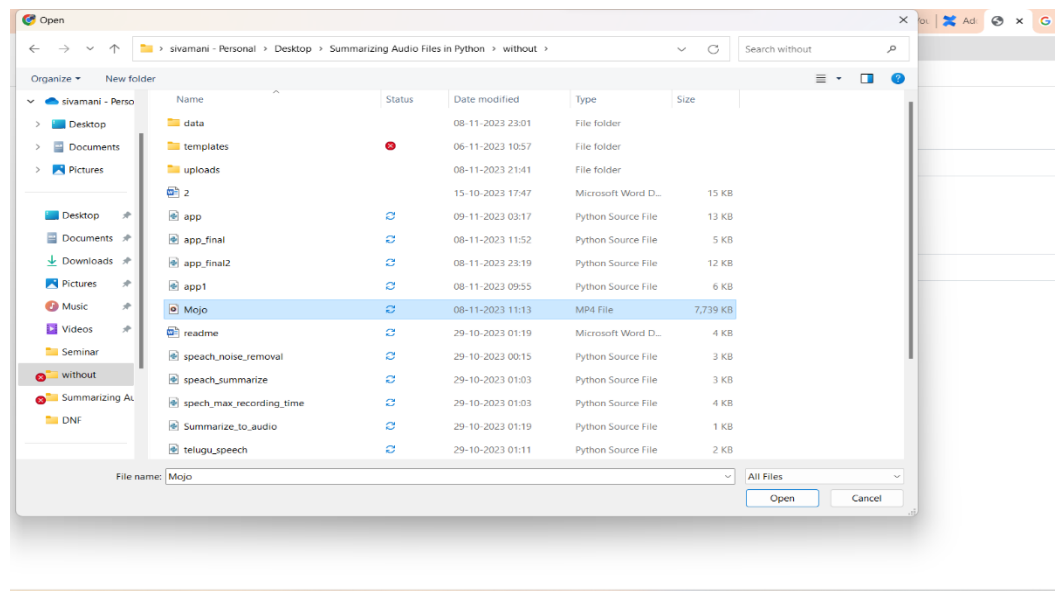 Open
You
Ad
sivamani - Personal > Desktop > Summarizing Audio Files in Python > without >
Search without
Organize
New folder
sivamani - Perso
Desktop
Documents
Pictures
Desktop
Documents
Downloads
Pictures
Music
Videos
Seminar
without
Summarizing Au
DNF
Name Status Date modified Type Size
data 08-11-2023 23:01 File folder
templates 06-11-2023 10:57 File folder
uploads 08-11-2023 21:41 File folder
2 15-10-2023 17:47 Microsoft Word D... 15 KB
app 09-11-2023 03:17 Python Source File 13 KB
app_final 08-11-2023 11:52 Python Source File 5 KB
app_final2 08-11-2023 23:19 Python Source File 12 KB
app1 08-11-2023 09:55 Python Source File 6 KB
Mojo 08-11-2023 11:13 MP4 File 7,739 KB
readme 29-10-2023 01:19 Microsoft Word D... 4 KB
speach_noise_removal 29-10-2023 00:15 Python Source File 3 KB
speach_summarize 29-10-2023 01:03 Python Source File 3 KB
spech_max_recording_time 29-10-2023 01:03 Python Source File 4 KB
Summarize_to_audio 29-10-2023 01:19 Python Source File 1 KB
telugu_speech 29-10-2023 01:11 Python Source File 2 KB
File name: Mojo
All Files
Open
Cancel